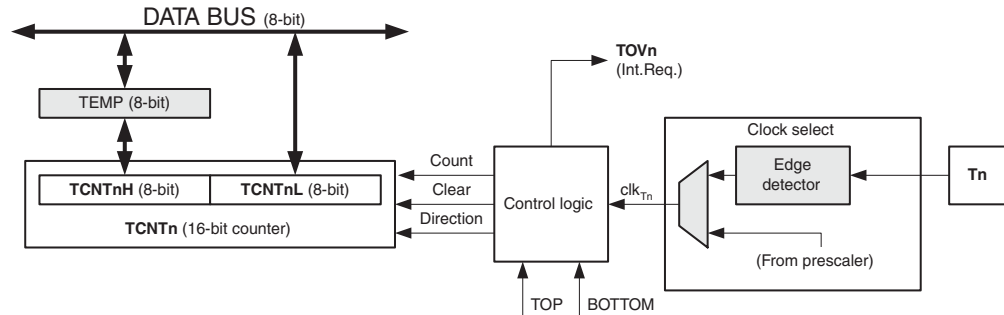 DATA BUS (8-bit)
TOVn
(Int.Req.)
TEMP (8-bit)
Clock select
Count
Edge
detector
TCNTnH (8-bit) TCNTnL (8-bit)
Clear
Control logic
clkTn
Tn
TCNTn (16-bit counter)
Direction
(From prescaler)
TOP
BOTTOM